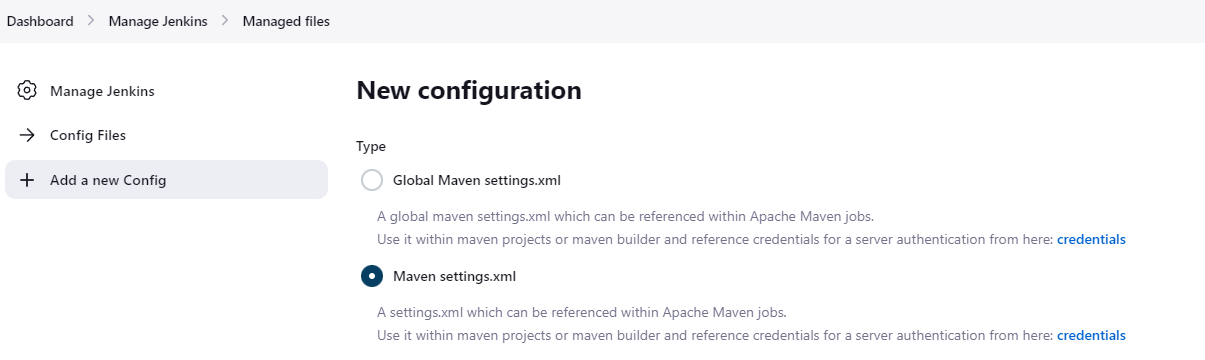 Dashboard > Manage Jenkins > Managed files
Manage Jenkins
Config Files
Add a new Config
New configuration
Type
Global Maven settings.xml
A global maven settings.xml which can be referenced within Apache Maven jobs.
Use it within maven projects or maven builder and reference credentials for a server authentication from here: credentials
Maven settings.xml
A settings.xml which can be referenced within Apache Maven jobs.
Use it within maven projects or maven builder and reference credentials for a server authentication from here: credentials